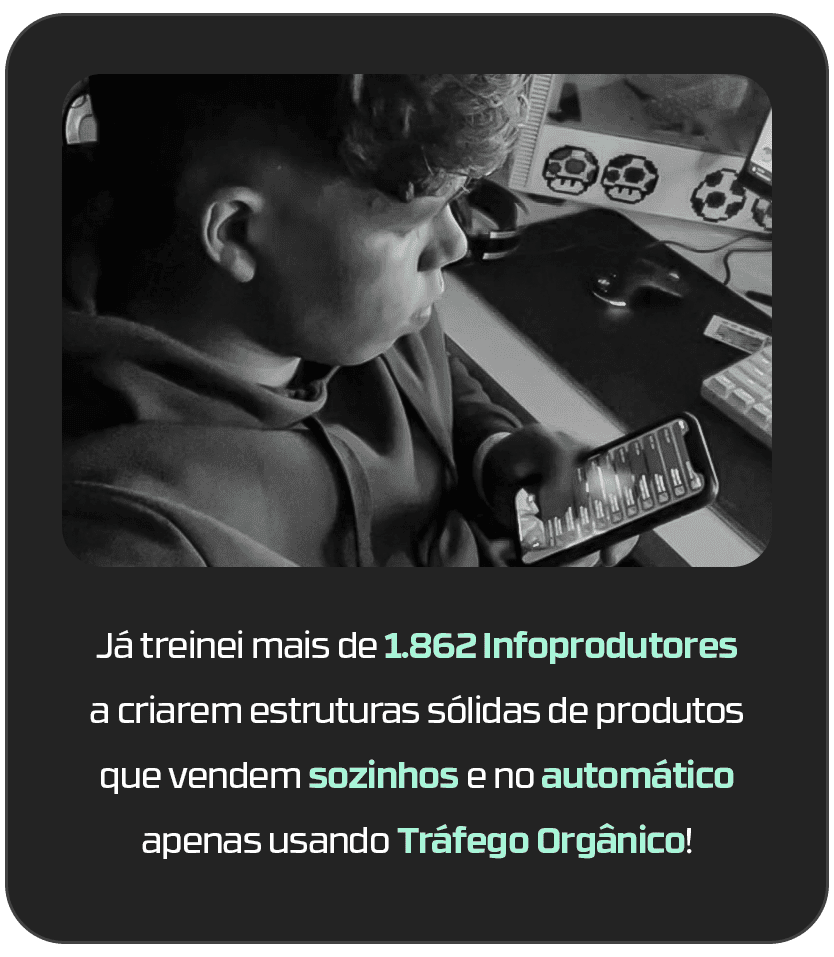 Já treinei mais de 1.862 Infoprodutores
a criarem estruturas sólidas de produtos
que vendem sozinhos e no automático
apenas usando Tráfego Orgânico!